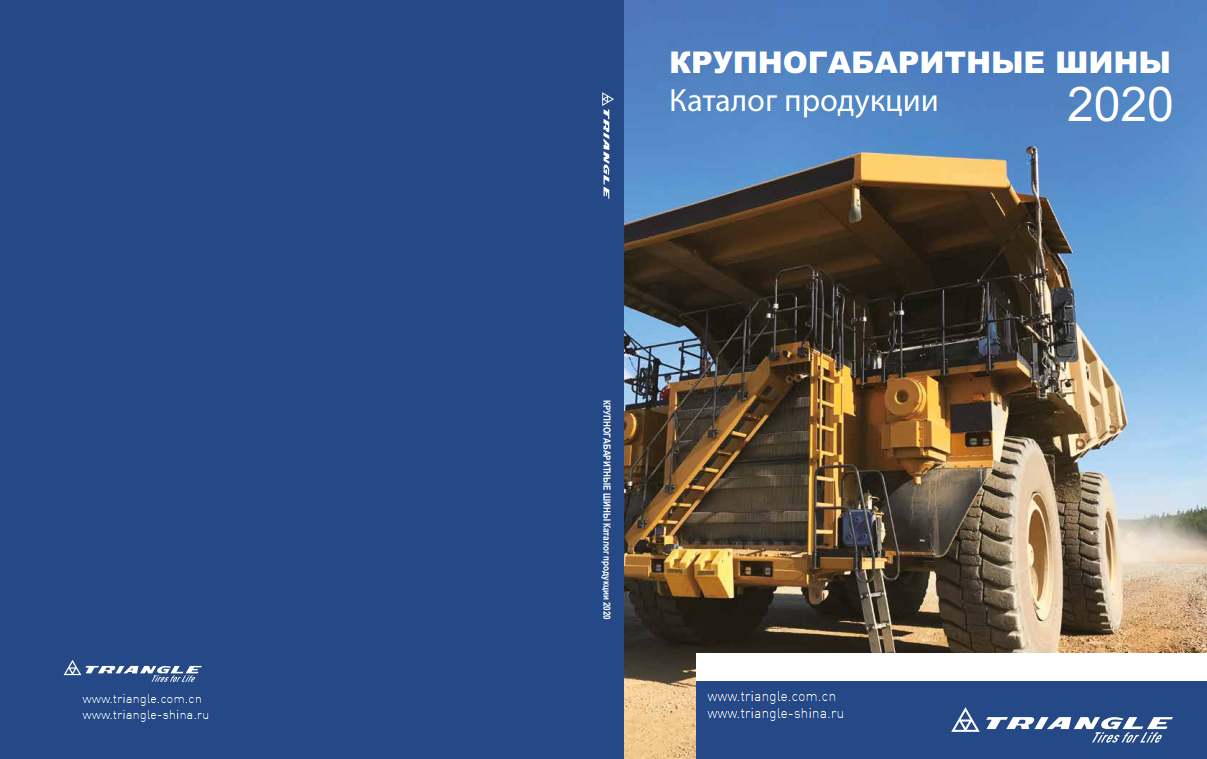 TRIANGLE
КРУПНОГАБАРИТНЫЕ ШИНЫ Каталог продукции 2020
TRIANGLE
Tires for Life
www.triangle.com.cn
www.triangle-shina.ru
КРУПНОГАБАРИТНЫЕ ШИНЫ
Каталог продукции
2020
www.triangle.com.cn
www.triangle-shina.ru
TRIANGLE
Tires for Life